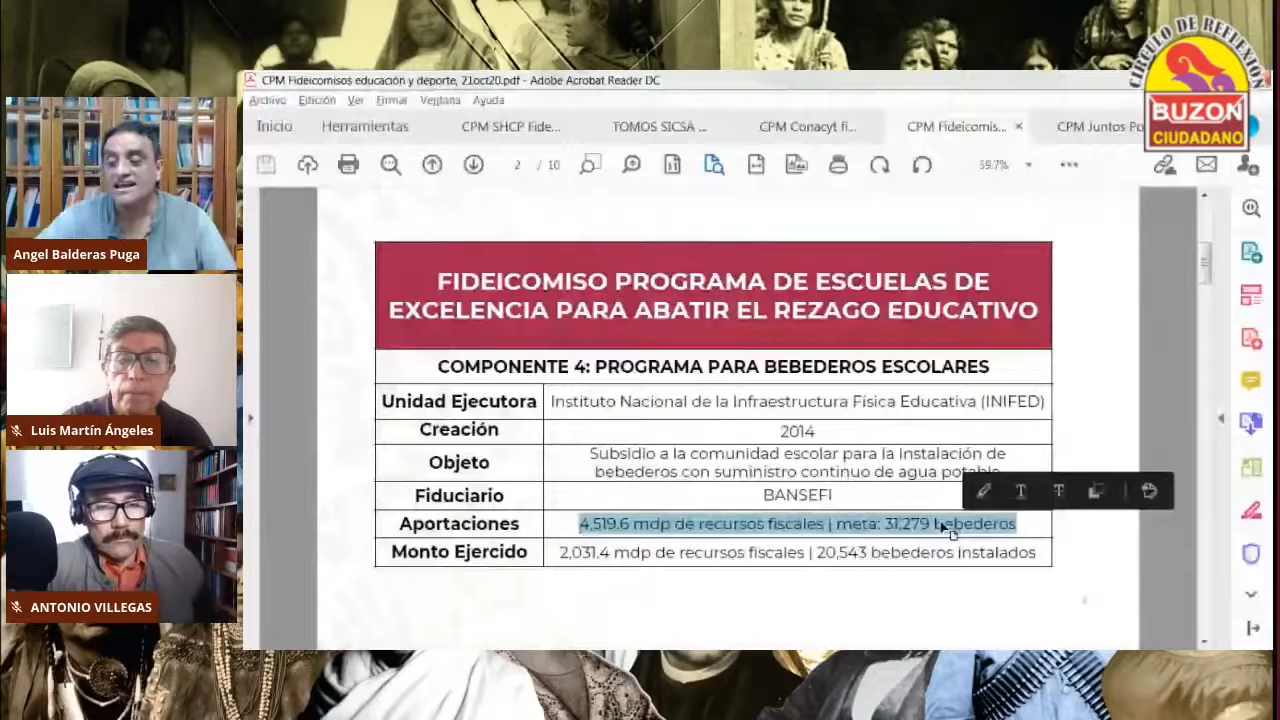 CPM Fideicomisos educación y deporte, 21oct20.pdf - Adobe Acrobat Reader DC
Archivo Edición Ver Firmar Ventana Ayuda
Inicio Herramientas CPM SHCP Fide... TOMOS SICSA ... CPM Conacyt fi... CPM Fideicomis... × CPM Juntos Po
2 / 10 59.7%
CÍRCULO DE REFLEXIÓN
BUZON
CIUDADANO
Angel Balderas Puga
Luis Martín Ángeles
ANTONIO VILLEGAS
FIDEICOMISO PROGRAMA DE ESCUELAS DE
EXCELENCIA PARA ABATIR EL REZAGO EDUCATIVO
COMPONENTE 4: PROGRAMA PARA BEBEDEROS ESCOLARES
Unidad Ejecutora Instituto Nacional de la Infraestructura Física Educativa (INIFED)
Creación 2014
Objeto Subsidio a la comunidad escolar para la instalación de
bebederos con suministro continuo de agua potable
Fiduciario BANSEFI
Aportaciones 4,519.6 mdp de recursos fiscales | meta: 31,279 bebederos
Monto Ejercido 2,031.4 mdp de recursos fiscales | 20,543 bebederos instalados